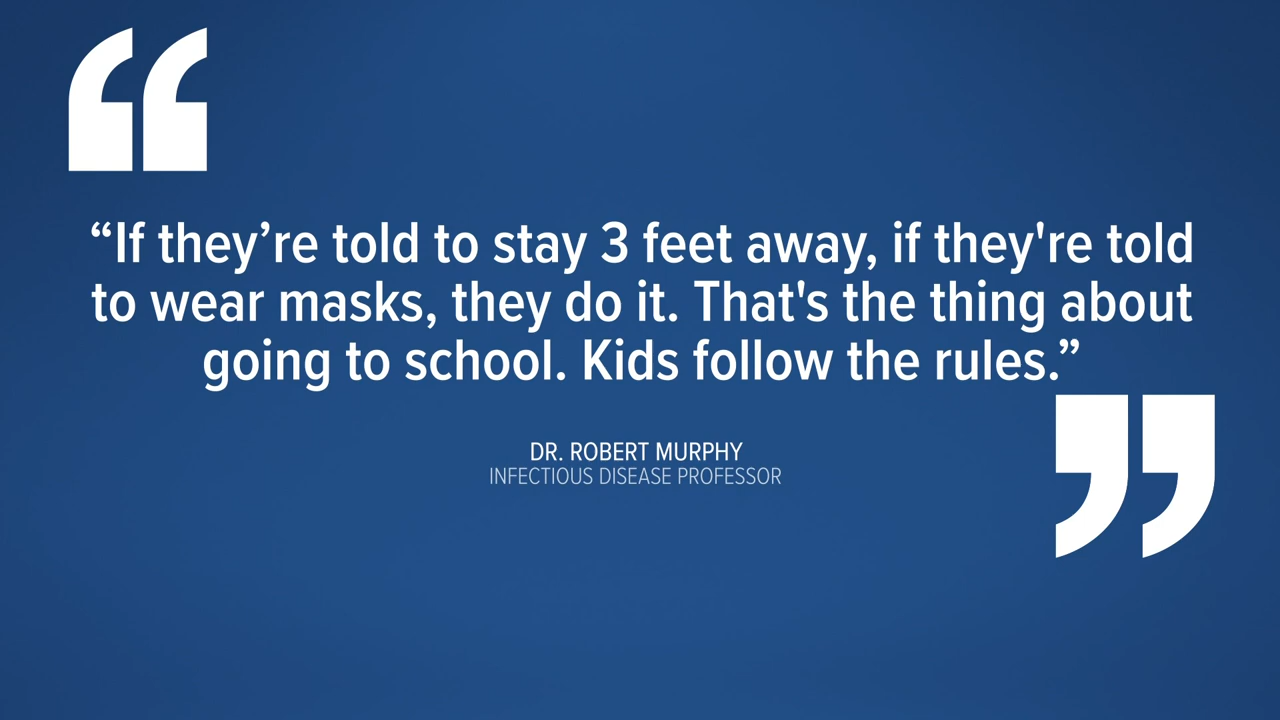 “If they’re told to stay 3 feet away, if they're told
to wear masks, they do it. That's the thing about
going to school. Kids follow the rules.”
DR. ROBERT MURPHY
INFECTIOUS DISEASE PROFESSOR